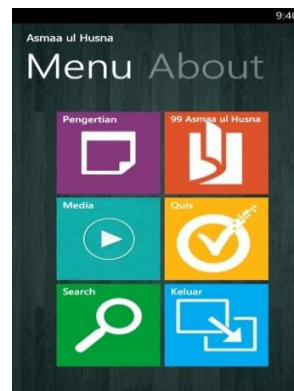 9:40
Asmaa ul Husna
Menu About
Pengertian
99 Asmaa ul Husna
Media
Quis
Search
Keluar